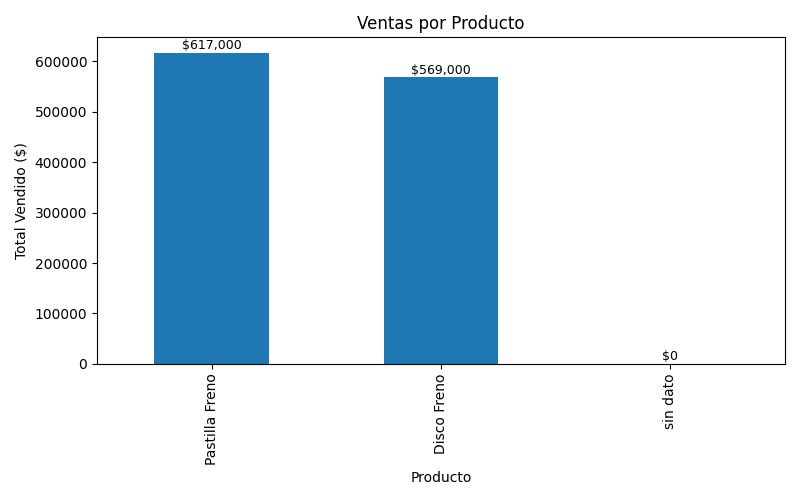 Ventas por Producto
$617,000
$569,000
$0
600000
500000
400000
300000
200000
100000
0
Total Vendido ($)
Pastilla Freno
Disco Freno
sin dato
Producto